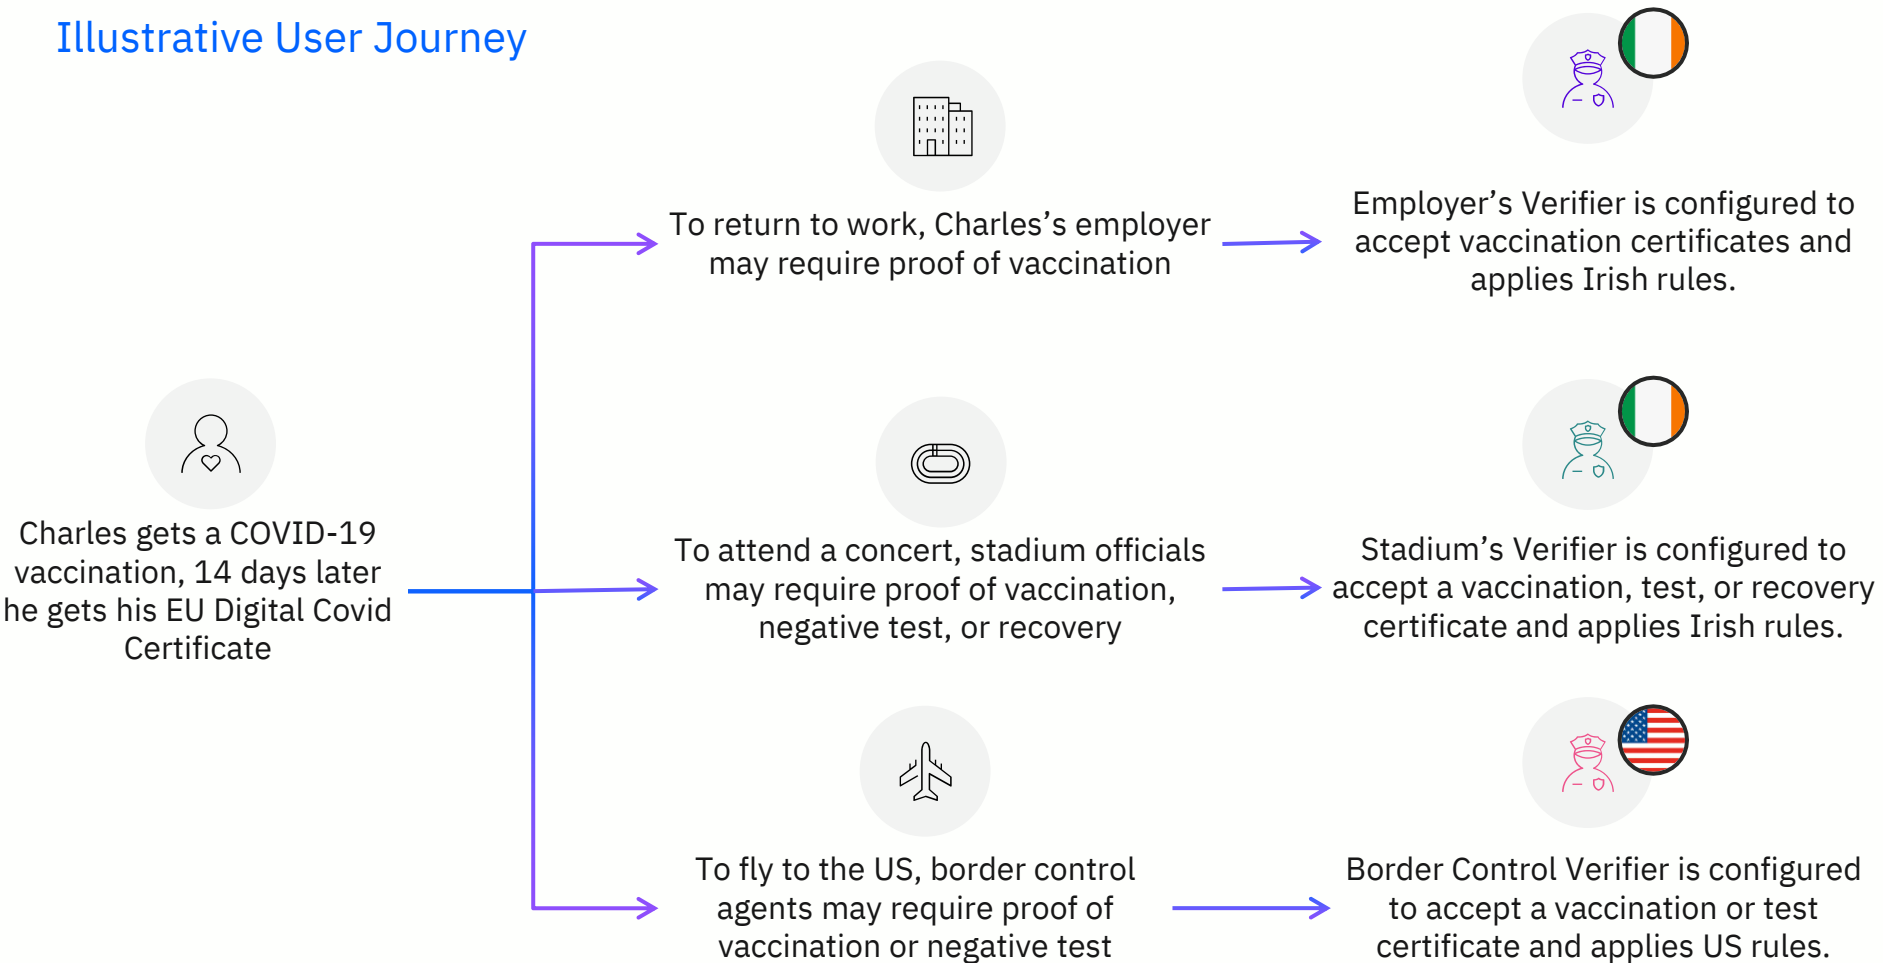 Illustrative User Journey
Charles gets a COVID-19
vaccination, 14 days later
he gets his EU Digital Covid
Certificate
To return to work, Charles’s employer
may require proof of vaccination
Employer’s Verifier is configured to
accept vaccination certificates and
applies Irish rules.
To attend a concert, stadium officials
may require proof of vaccination,
negative test, or recovery
Stadium’s Verifier is configured to
accept a vaccination, test, or recovery
certificate and applies Irish rules.
To fly to the US, border control
agents may require proof of
vaccination or negative test
Border Control Verifier is configured
to accept a vaccination or test
certificate and applies US rules.